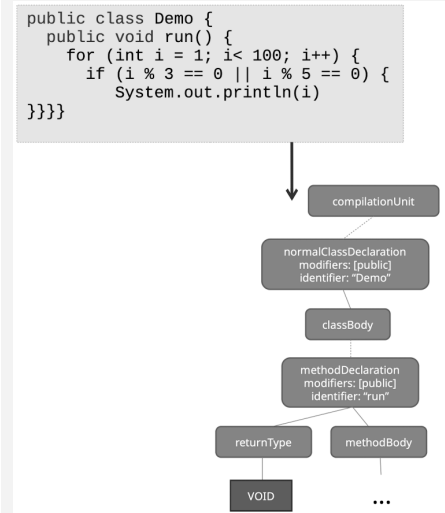 public class Demo {
public void run() {
for (int i = 1; i< 100; i++) {
if (i % 3 == 0 || i % 5 == 0) {
System.out.println(i)
}}}}
compilationUnit
normalClassDeclaration
modifiers: [public]
identifier: “Demo”
classBody
methodDeclaration
modifiers: [public]
identifier: “run”
returnType
methodBody
VOID
...